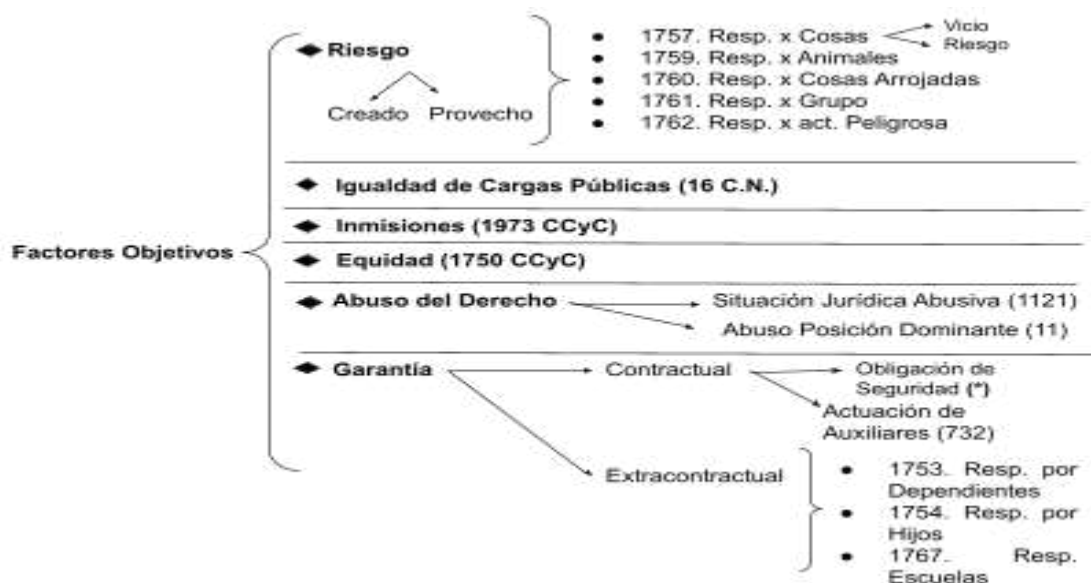 Factores Objetivos
◆ Riesgo
Creado Provecho
• 1757. Resp. x Cosas
Vicio
Riesgo
• 1759. Resp. x Animales
• 1760. Resp. x Cosas Arrojadas
• 1761. Resp. x Grupo
• 1762. Resp. x act. Peligrosa
◆ Igualdad de Cargas Públicas (16 C.N.)
◆ Inmisiones (1973 CCyC)
◆ Equidad (1750 CCyC)
◆ Abuso del Derecho
Situación Jurídica Abusiva (1121)
Abuso Posición Dominante (11)
◆ Garantía
Contractual
Obligación de
Seguridad (*)
Actuación de
Auxiliares (732)
Extracontractual
• 1753. Resp. por
Dependientes
• 1754. Resp. por
Hijos
• 1767. Resp.
Escuelas